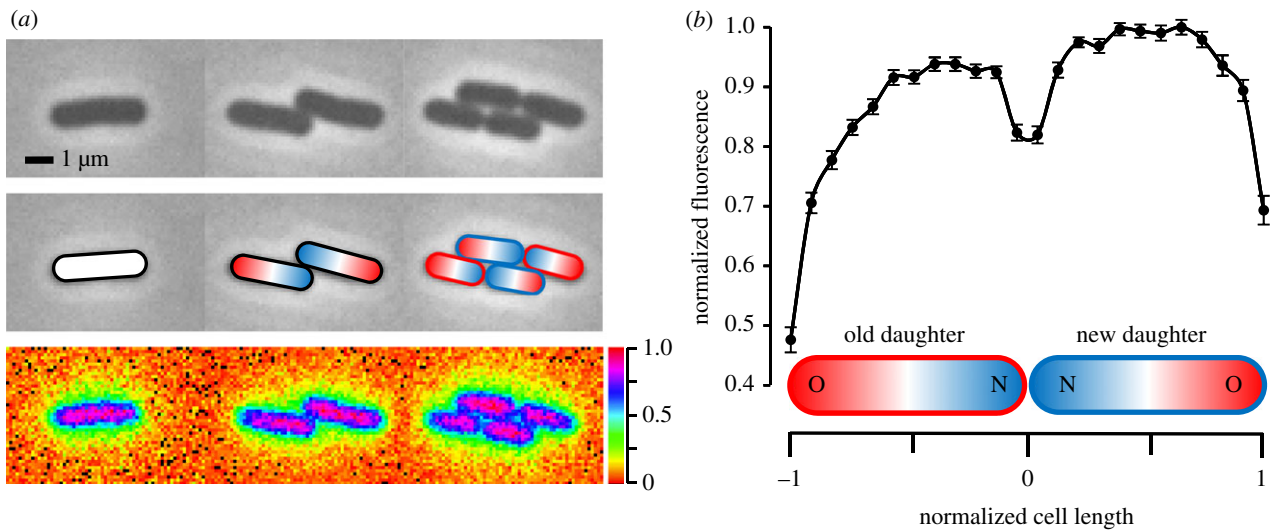 (a)
1 µm
1.0
0.5
0
(b)
normalized fluorescence
1.0
0.9
0.8
0.7
0.6
0.5
0.4
old daughter
new daughter
O N N O
–1 0 1
normalized cell length